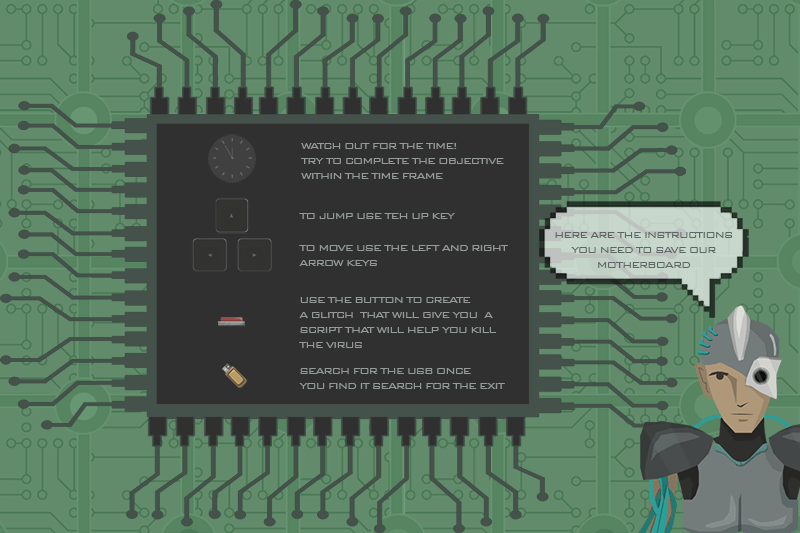 WATCH OUT FOR THE TIME!
TRY TO COMPLETE THE OBJECTIVE
WITHIN THE TIME FRAME
TO JUMP USE TEH UP KEY
TO MOVE USE THE LEFT AND RIGHT
ARROW KEYS
USE THE BUTTON TO CREATE
A GLITCH THAT WILL GIVE YOU A
SCRIPT THAT WILL HELP YOU KILL
THE VIRUS
SEARCH FOR THE USB ONCE
YOU FIND IT SEARCH FOR THE EXIT
HERE ARE THE INSTRUCTIONS
YOU NEED TO SAVE OUR
MOTHERBOARD